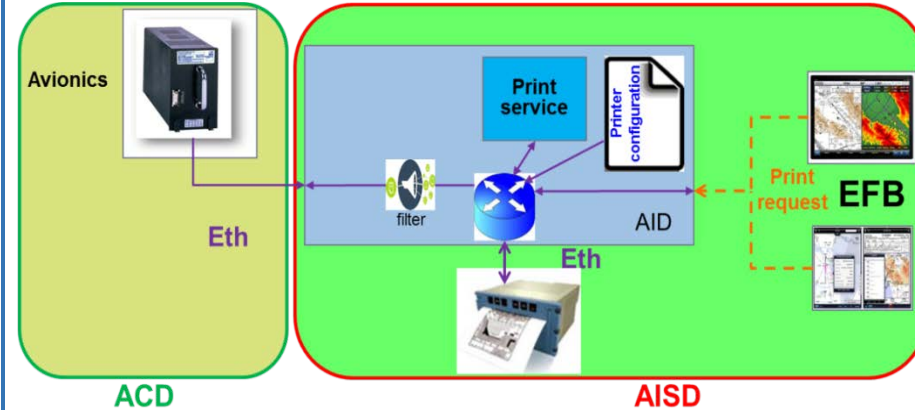 Avionics
Print
service
Printer
configuration
Print
request
EFB
filter
AID
Eth
Eth
ACD
AISD